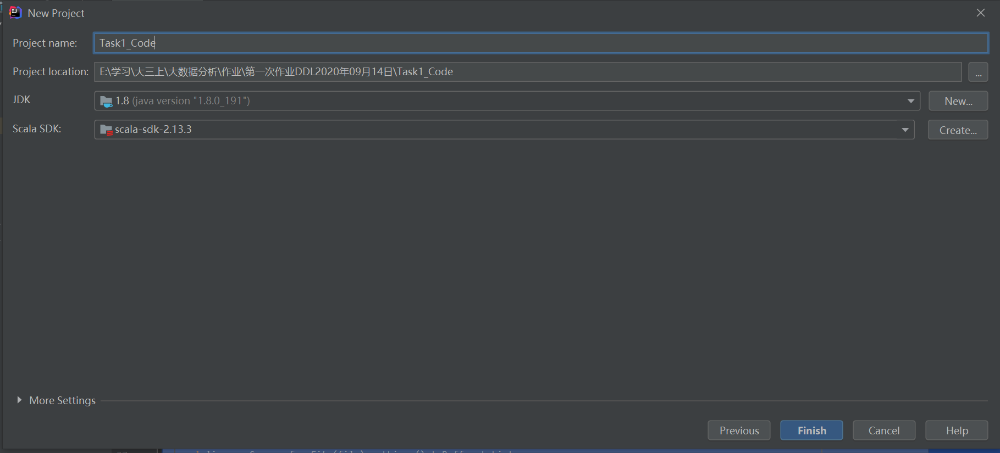 New Project
Project name: Task1_Code
Project location: E:\学习\大三上\大数据分析\作业\第一次作业DDL2020年09月14日\Task1_Code ...
JDK 1.8 (java version "1.8.0_191") New...
Scala SDK: scala-sdk-2.13.3 Create...
More Settings
Previous Finish Cancel Help